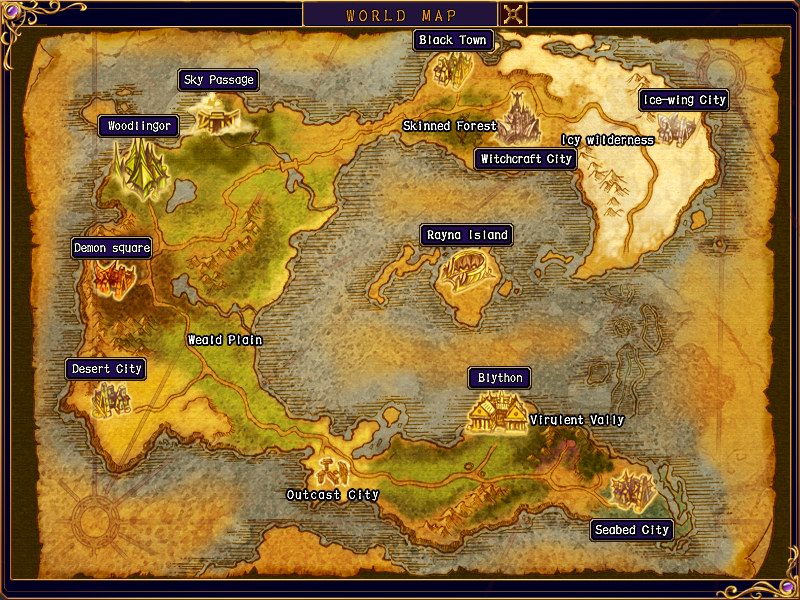 WORLD MAP
Black Town
Sky Passage
Ice-wing City
Woodlingor
Skinned Forest
Icy wilderness
Witchcraft City
Rayna Island
Demon square
Weald Plain
Desert City
Blython
Virulent Vally
Outcast City
Seabed City